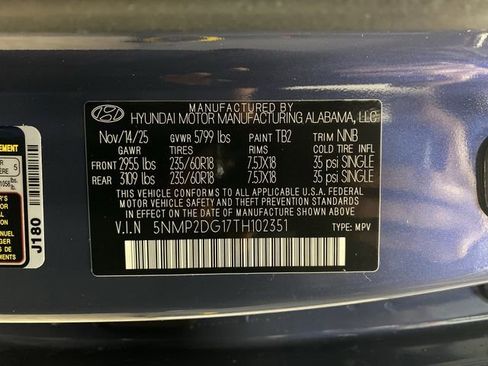 MANUFACTURED BY
HYUNDAI MOTOR MANUFACTURING ALABAMA, LLC
Nov/14/25 GVWR 5799 lbs PAINT TB2 TRIM NNB
GAWR TIRES RIMS COLD TIRE INFL
FRONT 2955 lbs 235/60R18 7.5JX18 35 psi SINGLE
REAR 3109 lbs 235/60R18 7.5JX18 35 psi SINGLE
THIS VEHICLE CONFORMS TO ALL APPLICABLE U.S.A. FEDERAL
MOTOR VEHICLE SAFETY AND THEFT PREVENTION STANDARDS IN
EFFECT ON THE DATE OF MANUFACTURE SHOWN ABOVE.
V.I.N 5NMP2DG17TH102351 TYPE: MPV
J180